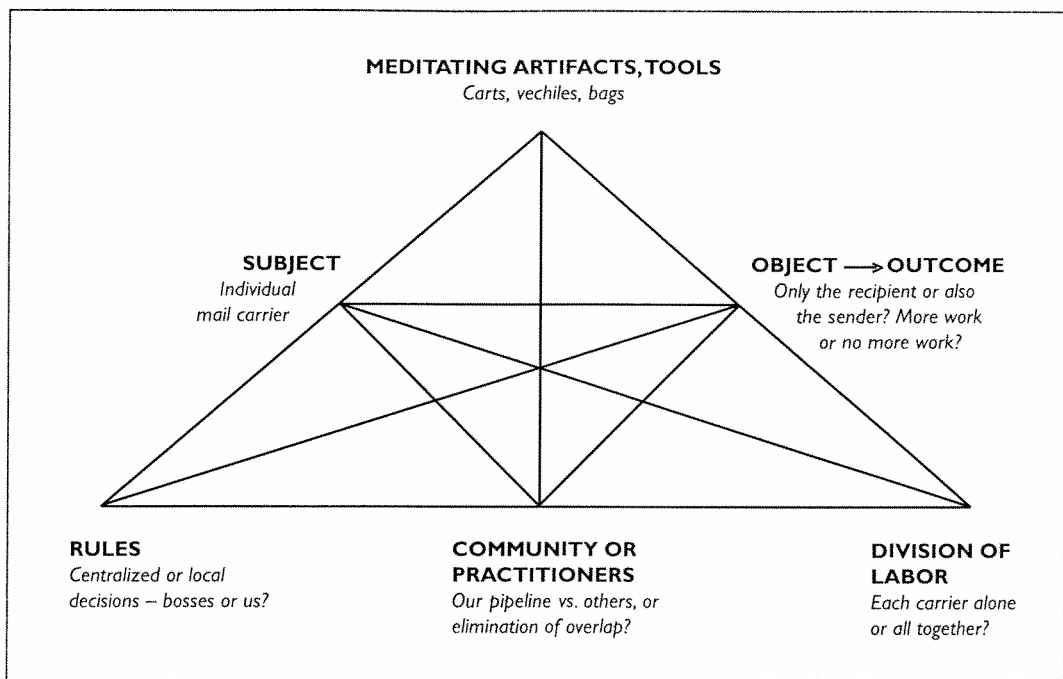 MEDITATING ARTIFACTS, TOOLS
Carts, vechiles, bags
SUBJECT
Individual
mail carrier
OBJECT → OUTCOME
Only the recipient or also
the sender? More work
or no more work?
RULES
Centralized or local
decisions – bosses or us?
COMMUNITY OR
PRACTITIONERS
Our pipeline vs. others, or
elimination of overlap?
DIVISION OF
LABOR
Each carrier alone
or all together?